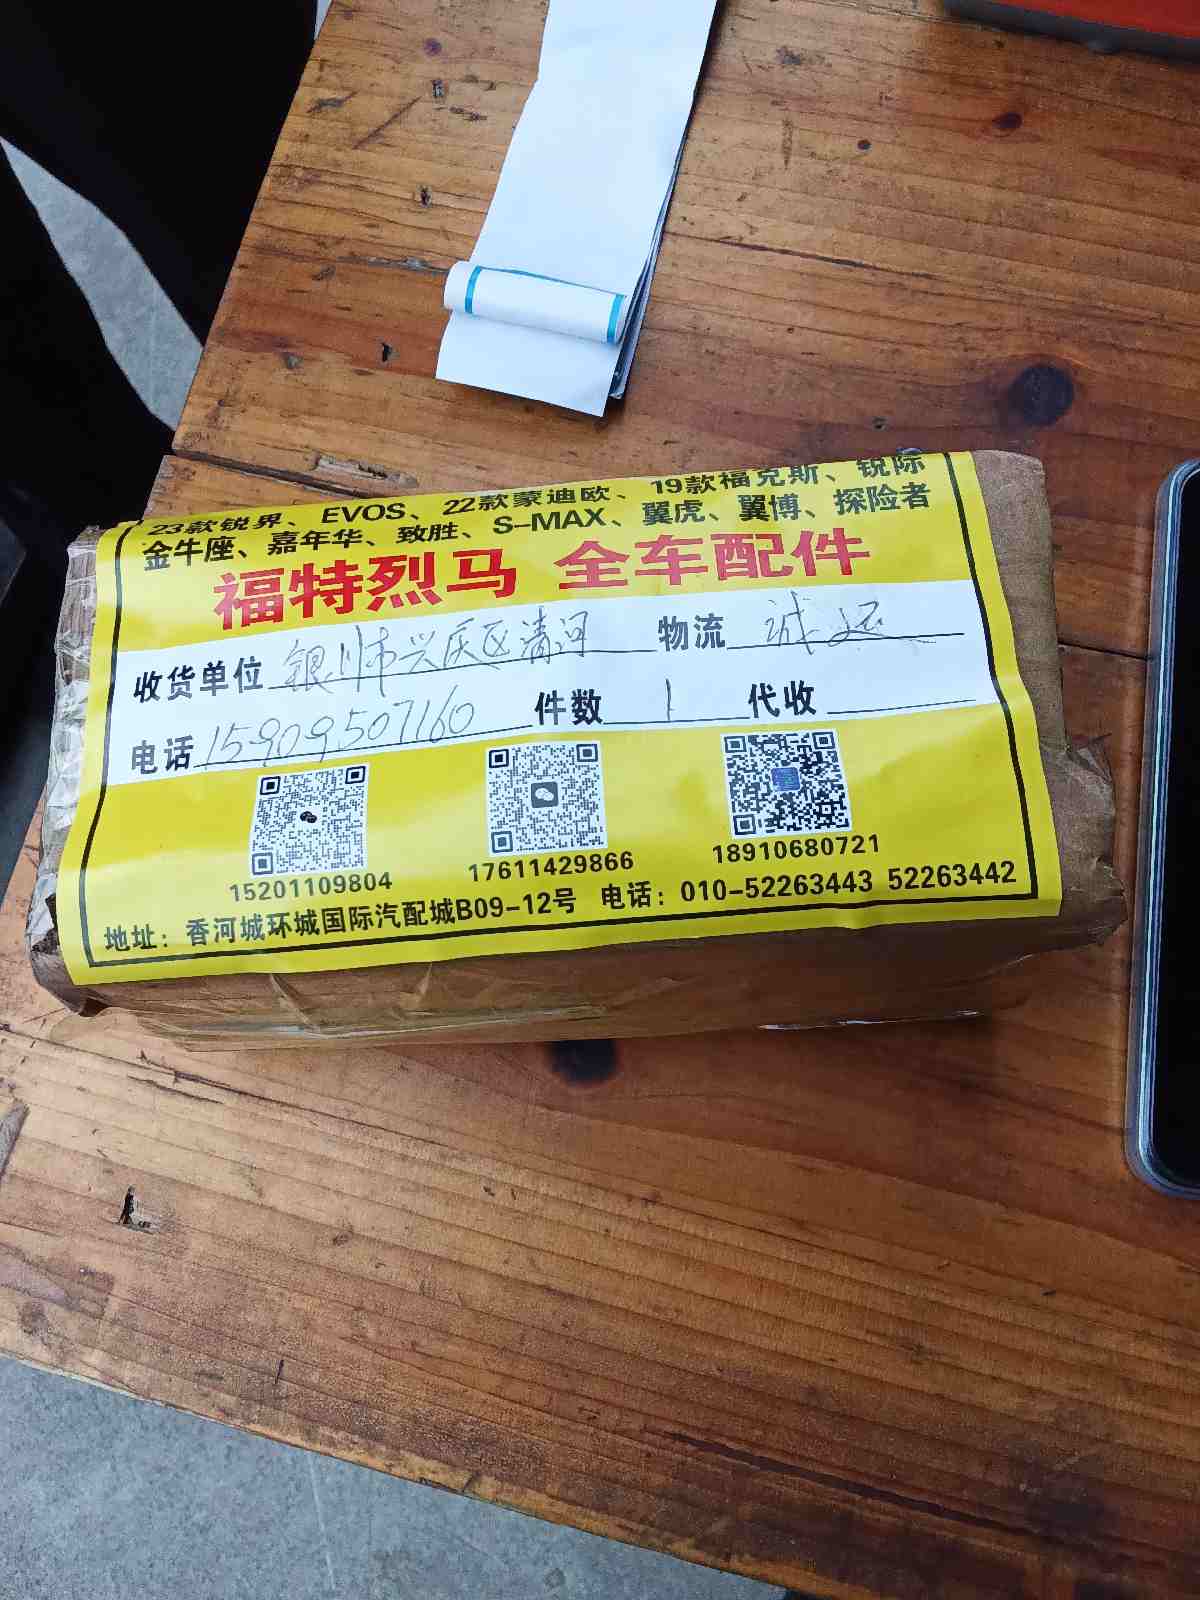 23款锐界、EVOS、22款蒙迪欧、19款福克斯、锐际
金牛座、嘉年华、致胜、S-MAX、翼虎、翼博、探险者
福特烈马 全车配件
收货单位 银川市兴庆区清河 物流 诚运
电话 15909507160 件数 1 代收
15201109804 17611429866 18910680721
地址：香河城环城国际汽配城B09-12号 电话：010-52263443 52263442